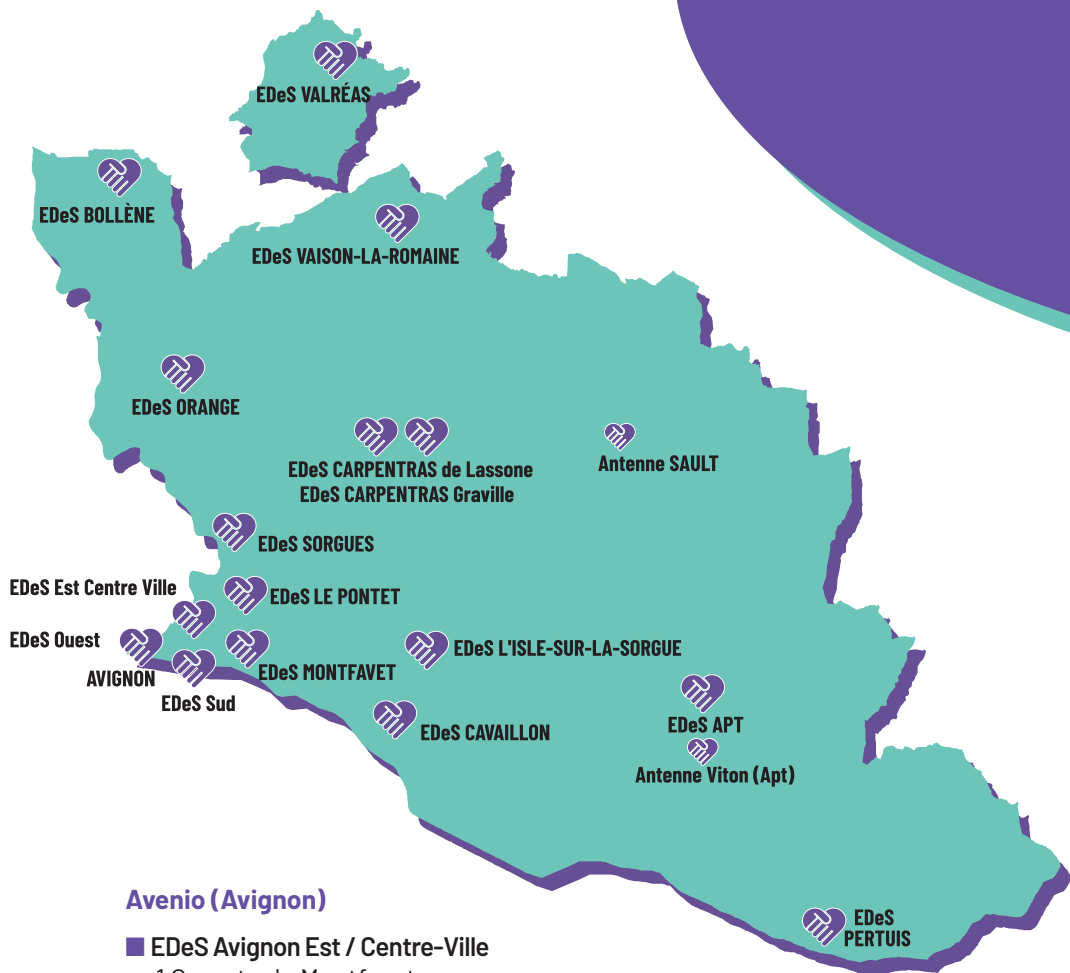 EDeS VALRÉAS
EDeS BOLLÈNE
EDeS VAISON-LA-ROMAINE
EDeS ORANGE
EDeS CARPENTRAS de Lassone
EDeS CARPENTRAS Graville
Antenne SAULT
EDeS SORGUES
EDeS Est Centre Ville
EDeS LE PONTET
EDeS Ouest
EDeS L'ISLE-SUR-LA-SORGUE
EDeS MONTFAVET
AVIGNON
EDeS Sud
EDeS APT
EDeS CAVAILLON
Antenne Viton (Apt)
Avenio (Avignon)
EDeS
PERTUIS
EDeS Avignon Est / Centre-Ville